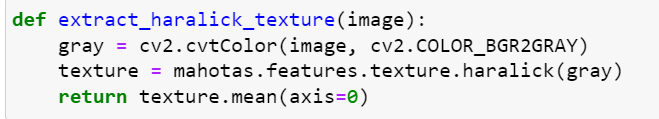 def extract_haralick_texture(image):
    gray = cv2.cvtColor(image, cv2.COLOR_BGR2GRAY)
    texture = mahotas.features.texture.haralick(gray)
    return texture.mean(axis=0)